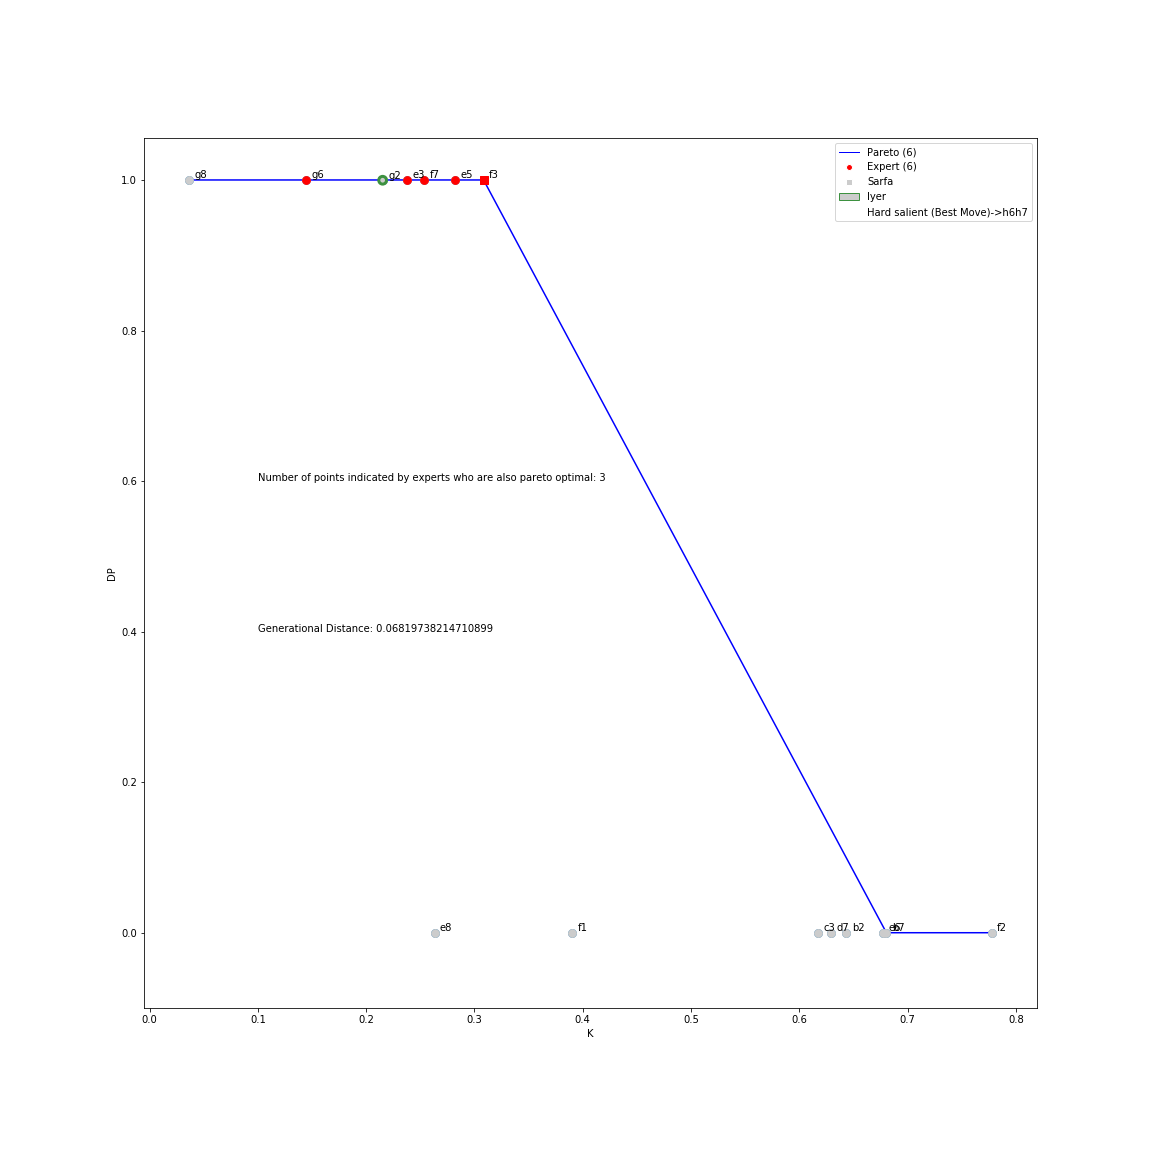 Pareto (6)
Expert (6)
Sarfa
Iyer
Hard salient (Best Move)->h6h7
g8
g6
g2
e3
f7
e5
f3
1.0
0.8
0.6
0.4
0.2
0.0
Number of points indicated by experts who are also pareto optimal: 3
Generational Distance: 0.06819738214710899
DP
e8
f1
c3
d7
b2
f2
0.0
0.1
0.2
0.3
0.4
0.5
0.6
0.7
0.8
K